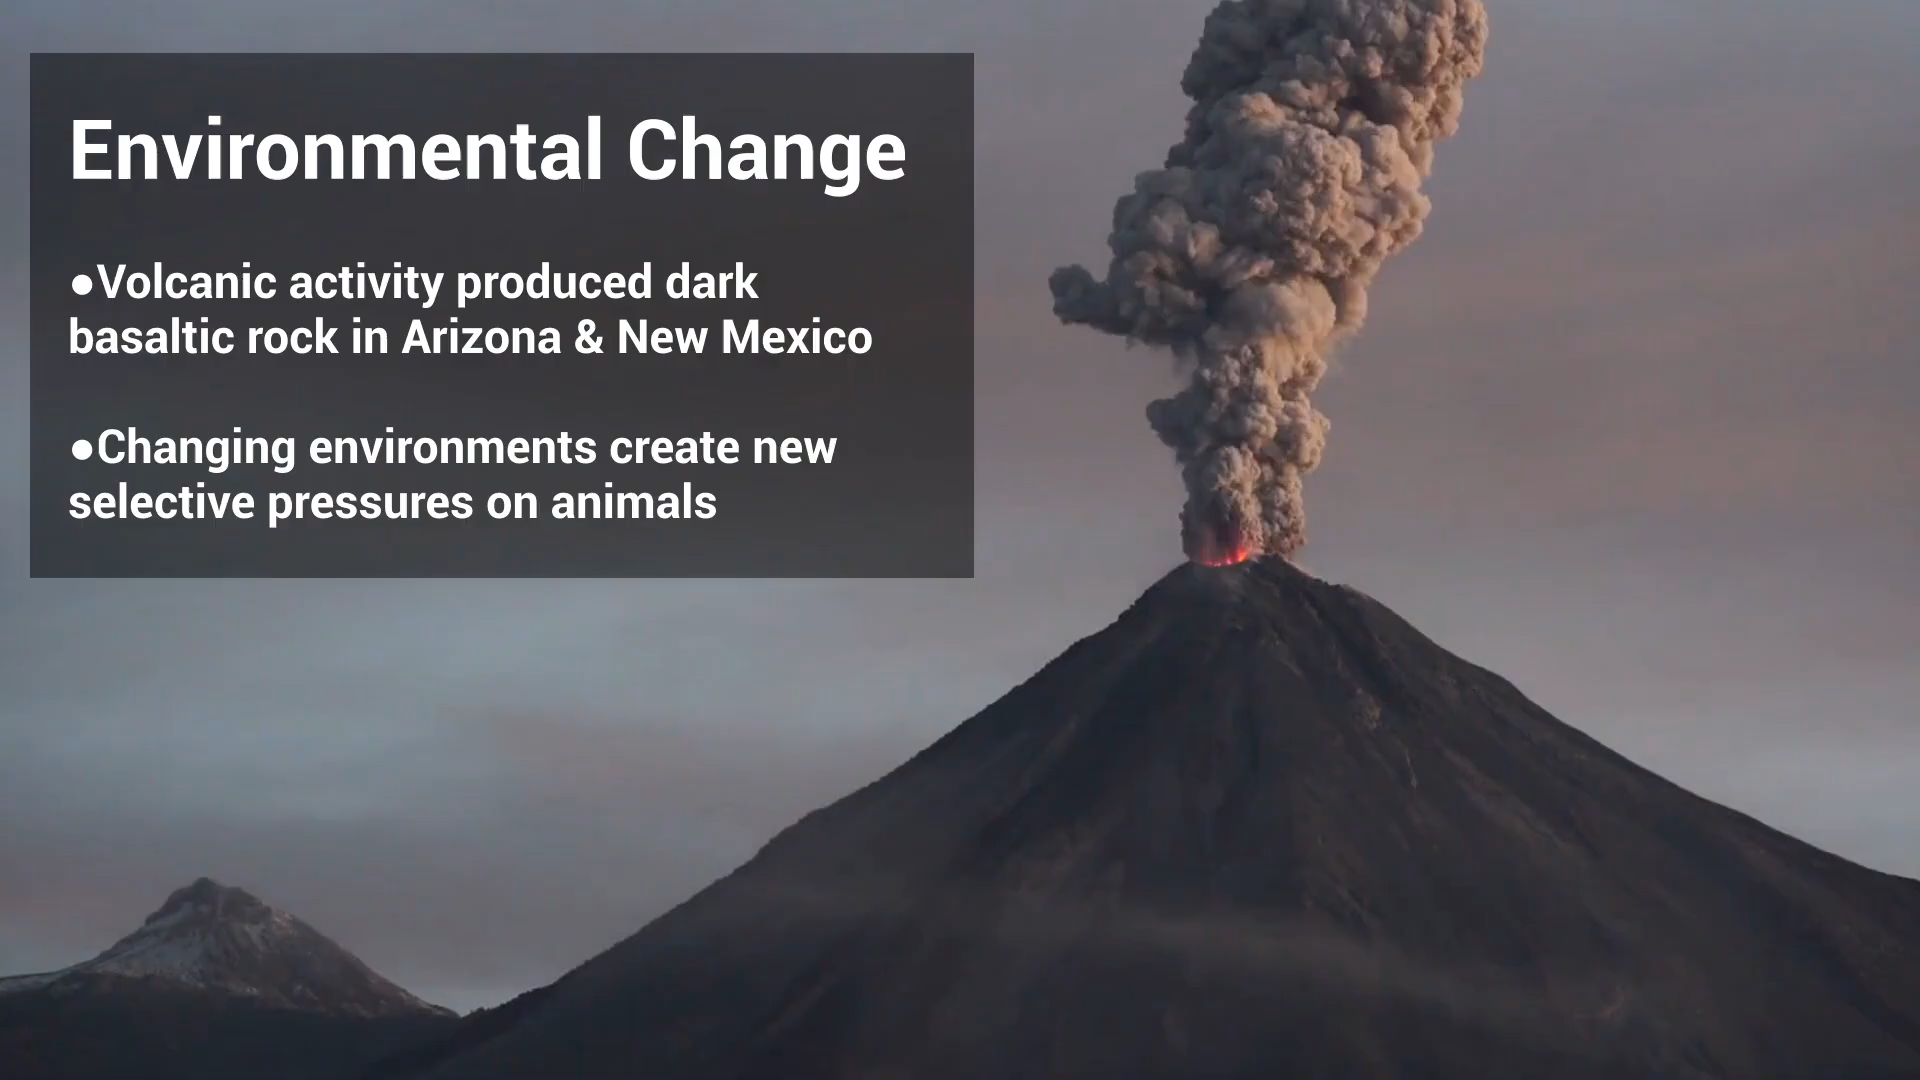 Environmental Change
●Volcanic activity produced dark
basaltic rock in Arizona & New Mexico
●Changing environments create new
selective pressures on animals